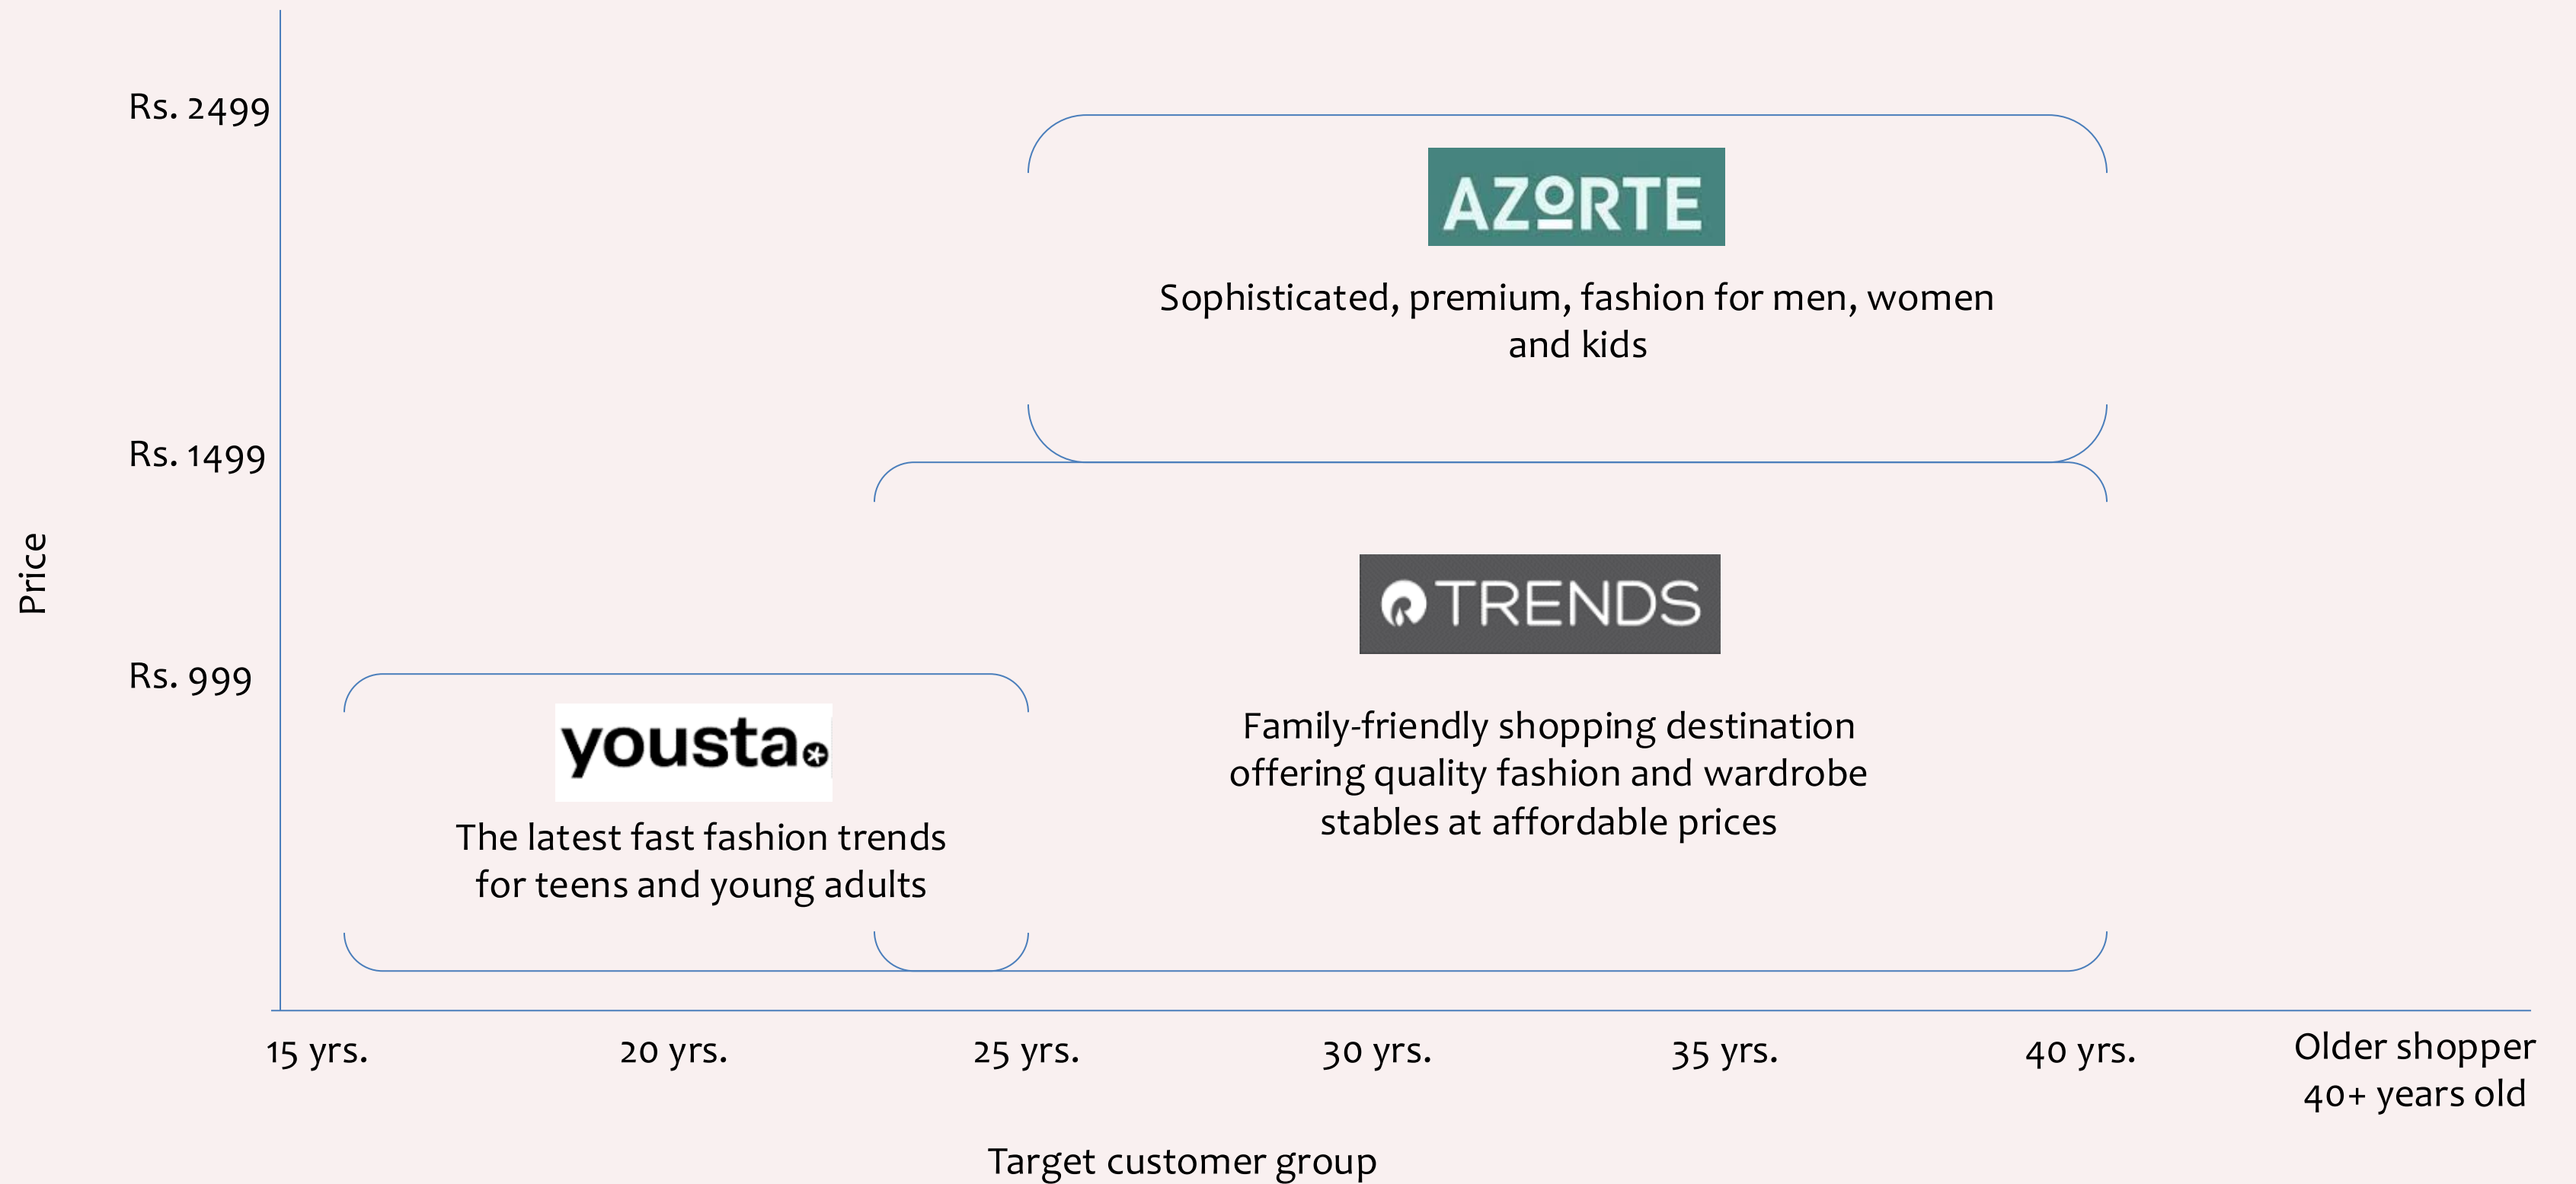 Rs. 2499
AZORTE
Sophisticated, premium, fashion for men, women
and kids
Rs. 1499
Price
TRENDS
Rs. 999
yousta
The latest fast fashion trends
for teens and young adults
Family-friendly shopping destination
offering quality fashion and wardrobe
stables at affordable prices
15 yrs.
20 yrs.
25 yrs.
30 yrs.
35 yrs.
40 yrs.
Older shopper
40+ years old
Target customer group